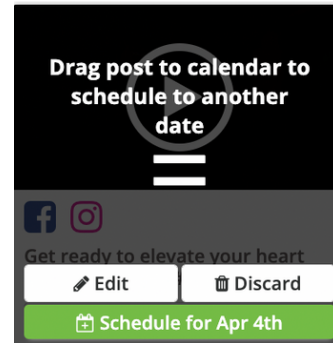 Drag post to calendar to
schedule to another
date
Get ready to elevate your heart
Edit
Discard
Schedule for Apr 4th